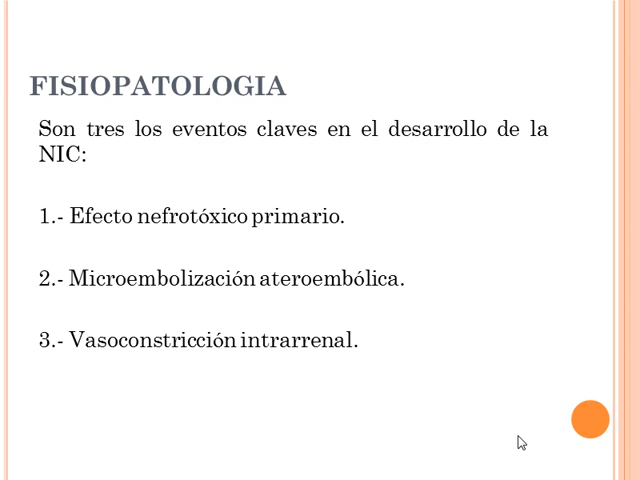 FISIOPATOLOGIA
Son tres los eventos claves en el desarrollo de la
NIC:
1.- Efecto nefrotóxico primario.
2.- Microembolización ateroembólica.
3.- Vasoconstricción intrarrenal.